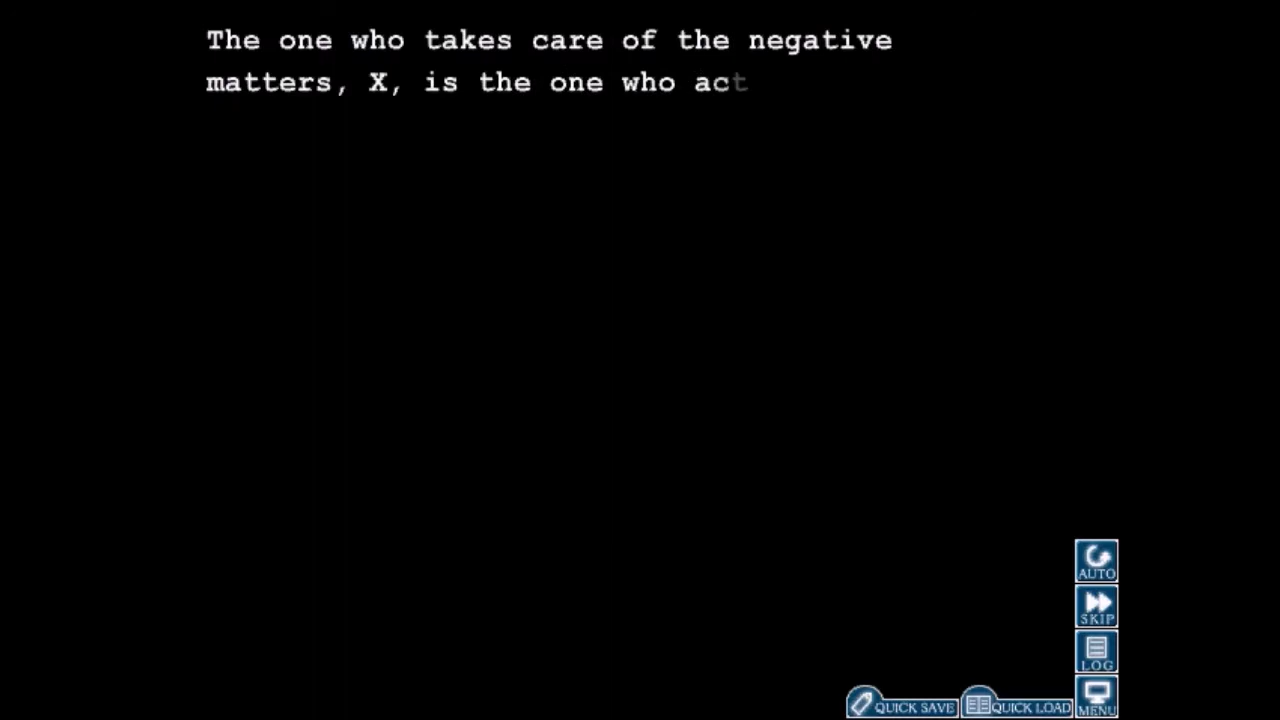 The one who takes care of the negative
matters, X, is the one who act
AUTO
SKIP
LOG
QUICK SAVE
QUICK LOAD
MENU